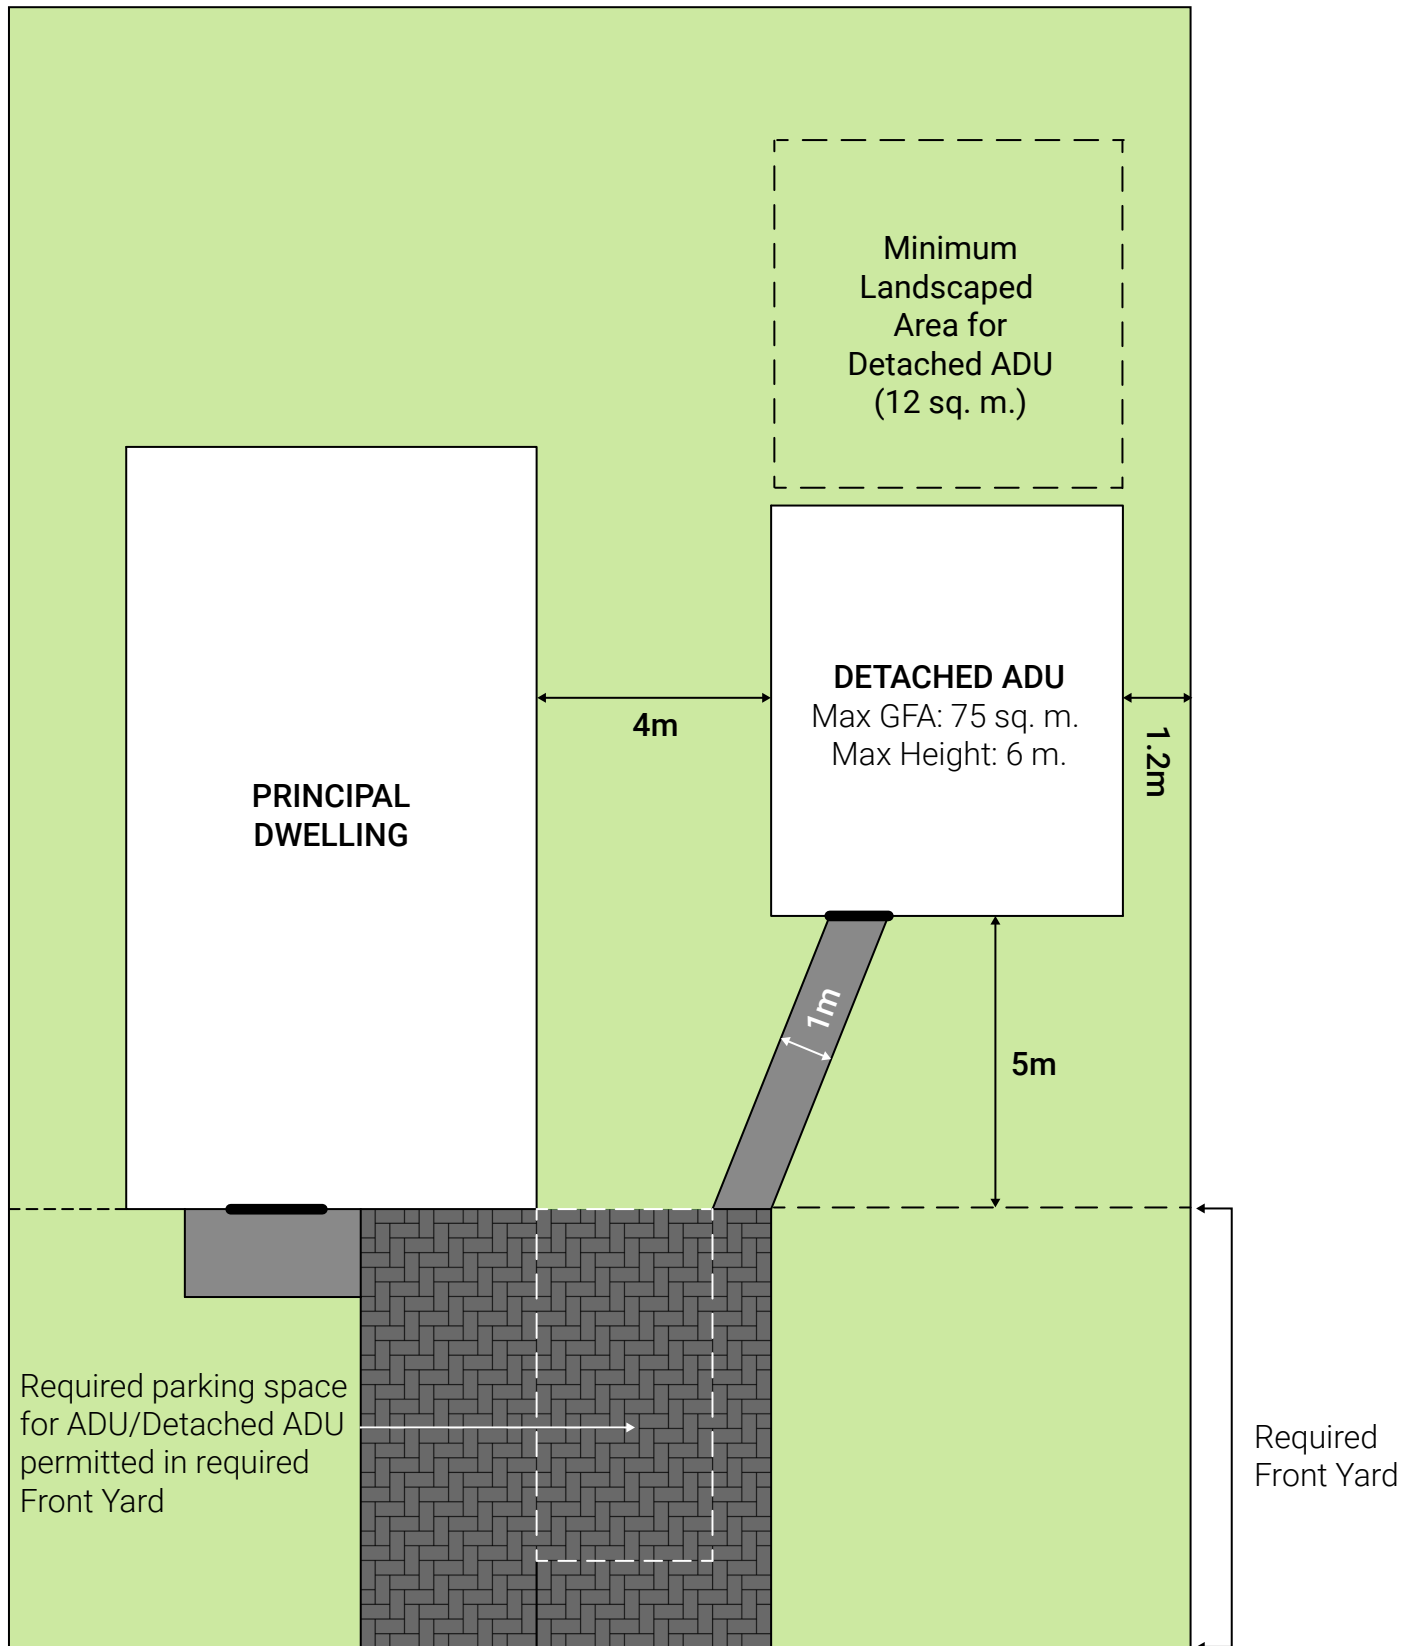 Minimum
Landscaped
Area for
Detached ADU
(12 sq. m.)
DETACHED ADU
Max GFA: 75 sq. m.
Max Height: 6 m.
4m
1.2m
PRINCIPAL
DWELLING
1m
5m
Required parking space
for ADU/Detached ADU
permitted in required
Front Yard
Required
Front Yard